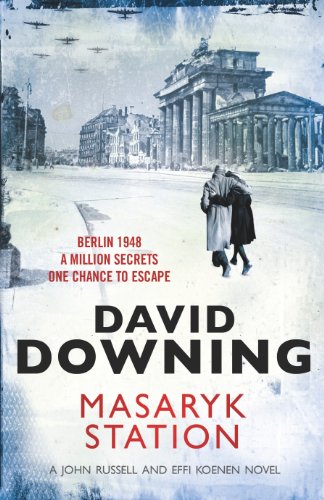 BERLIN 1948
A MILLION SECRETS
ONE CHANCE TO ESCAPE
DAVID
DOWNING
MASARYK
STATION
A JOHN RUSSELL AND EFFI KOENEN NOVEL